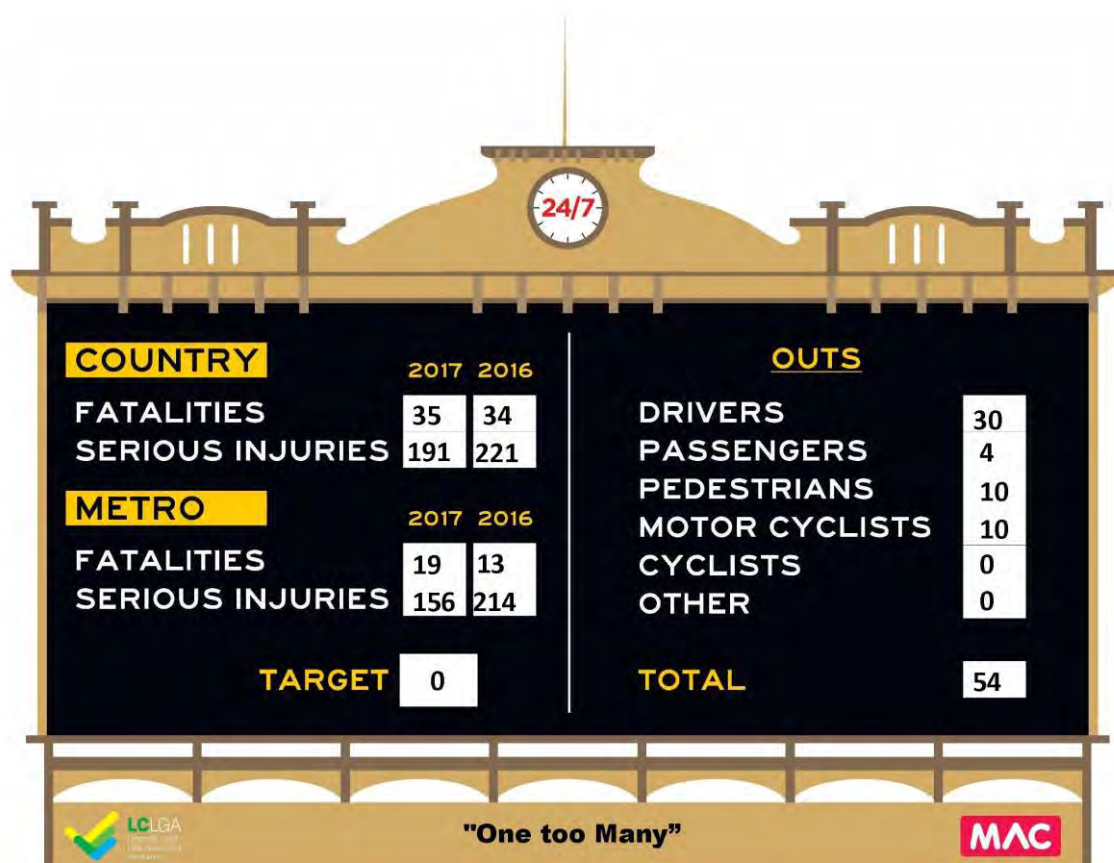 24/7
COUNTRY
2017 2016
FATALITIES 35 34
SERIOUS INJURIES 191 221
METRO
2017 2016
FATALITIES 19 13
SERIOUS INJURIES 156 214
TARGET 0
OUTS
DRIVERS 30
PASSENGERS 4
PEDESTRIANS 10
MOTOR CYCLISTS 10
CYCLISTS 0
OTHER 0
TOTAL 54
LCLGA
"One too Many”
MAC